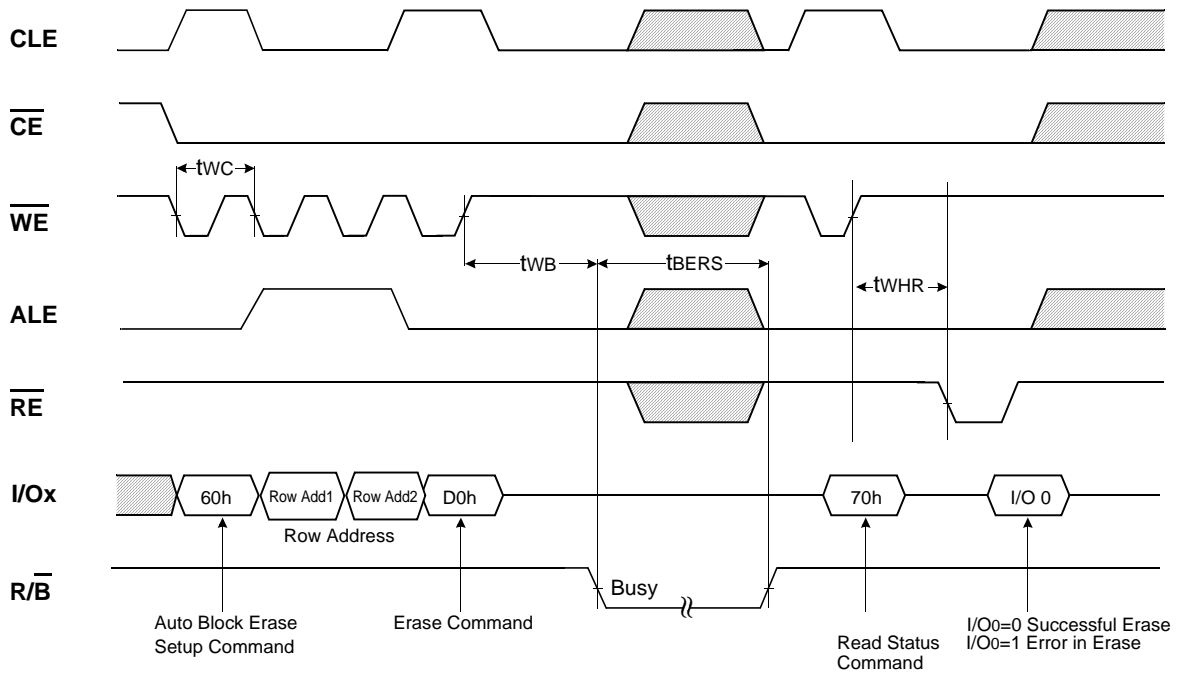 CLE
CE
tWC
WE
tWB
tBERS
tWHR
ALE
RE
I/Ox
60h
Row Add1
Row Add2
D0h
70h
I/O 0
Row Address
R/B
Busy
Auto Block Erase
Setup Command
Erase Command
Read Status
Command
I/O0=0 Successful Erase
I/O0=1 Error in Erase